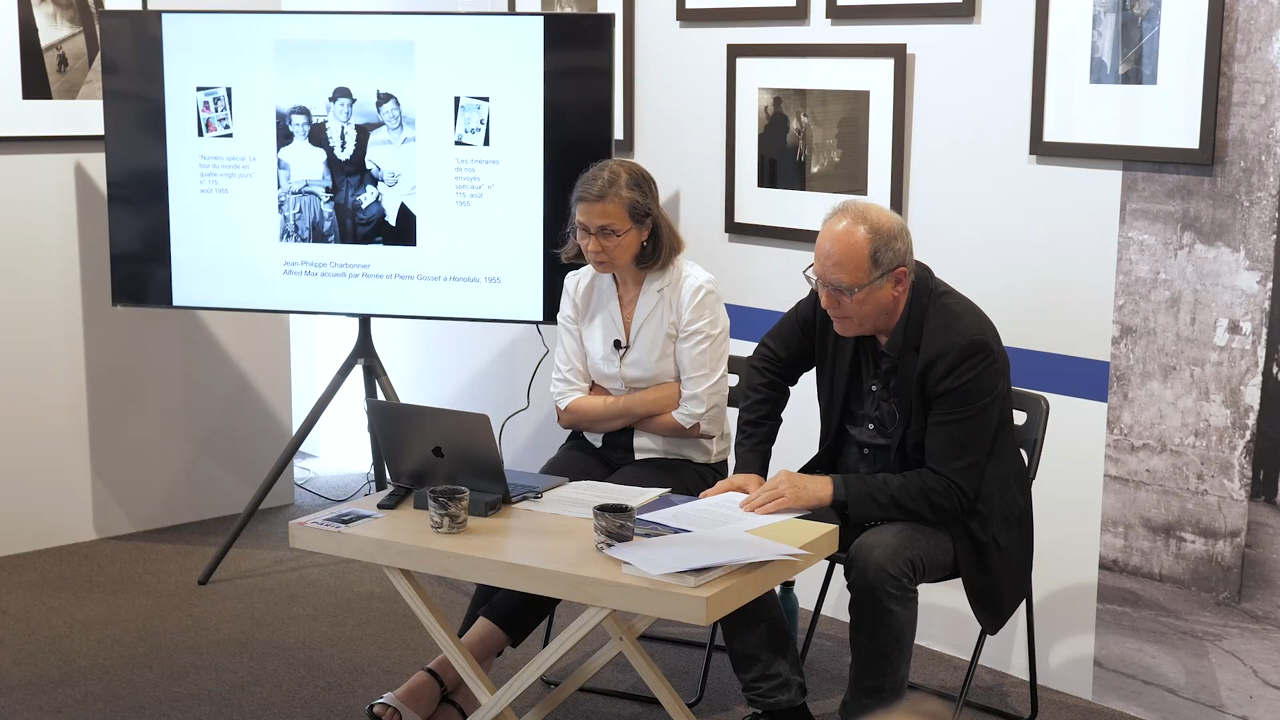 "Numéro spécial. Le
tour du monde en
quatre-vingts jours"
n° 115,
août 1955
"Les itinéraires
de nos
envoyés
spéciaux". n°
115, août
1955.
Jean-Philippe Charbonnier
Alfred Max accueilli par Renée et Pierre Gosset à Honolulu, 1955.